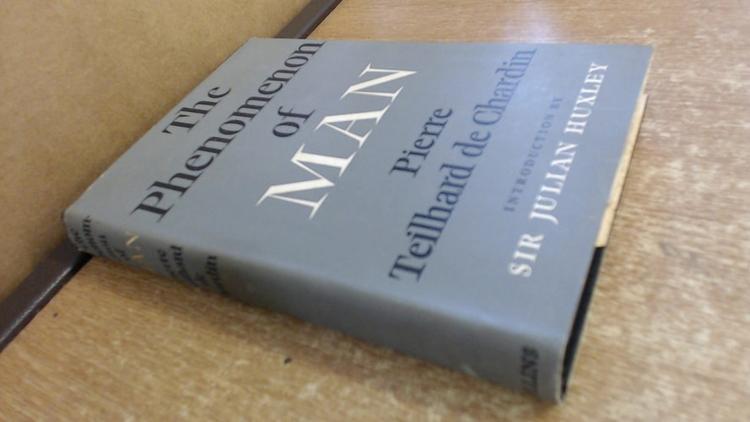 The
Phenomenon
of
MAN
Pierre
Teilhard de Chardin
INTRODUCTION BY
SIR JULIAN HUXLEY